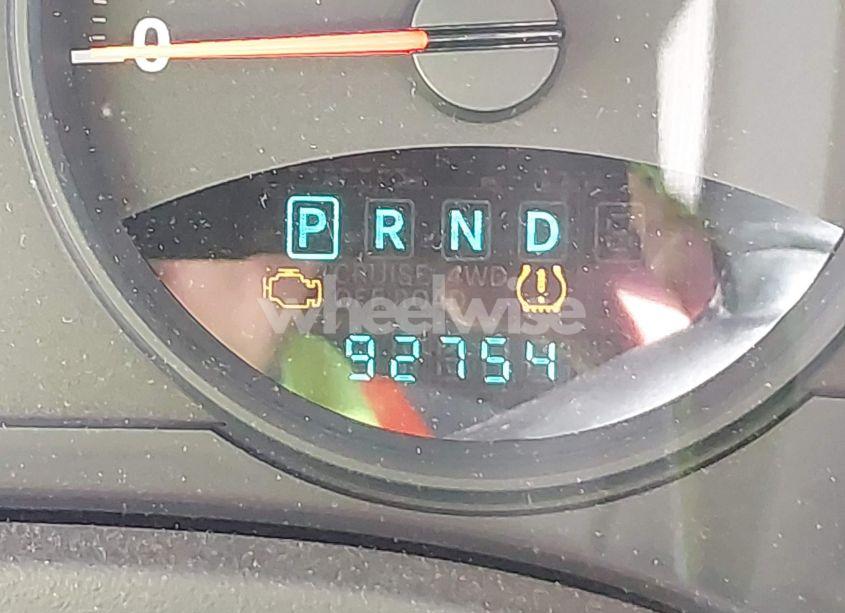 0
P R N D
CRUISE 4WD
wheelwise
92754